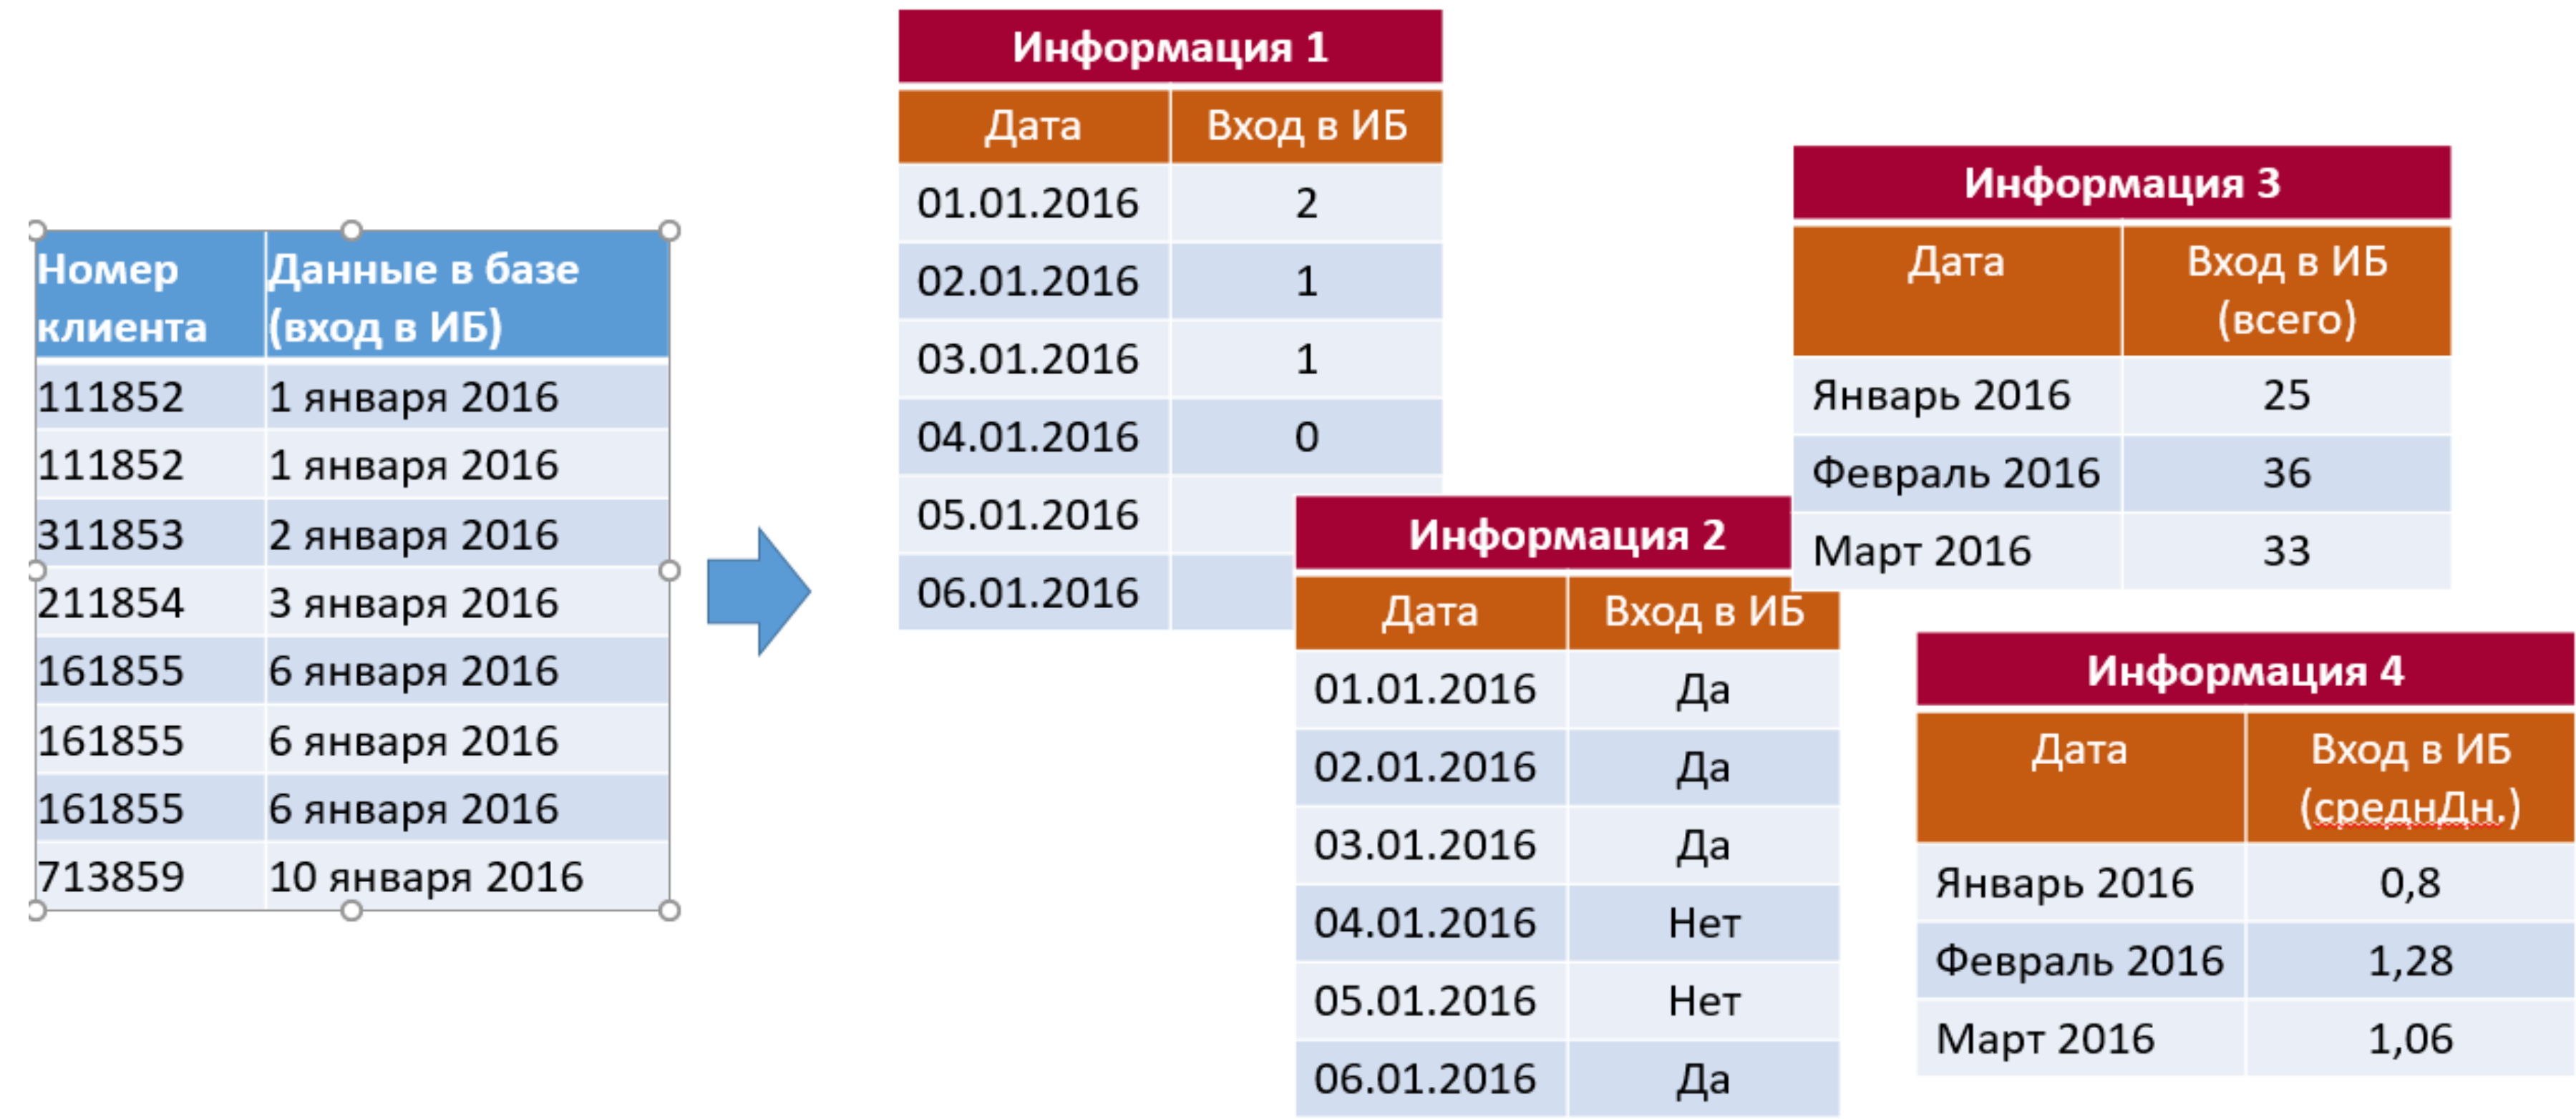 Номер
клиента
Данные в базе
(вход в ИБ)
111852 1 января 2016
111852 1 января 2016
311853 2 января 2016
211854 3 января 2016
161855 6 января 2016
161855 6 января 2016
161855 6 января 2016
713859 10 января 2016
Информация 1
Дата Вход в ИБ
01.01.2016 2
02.01.2016 1
03.01.2016 1
04.01.2016 0
05.01.2016
06.01.2016
Информация 2
Дата Вход в ИБ
01.01.2016 Да
02.01.2016 Да
03.01.2016 Да
04.01.2016 Нет
05.01.2016 Нет
06.01.2016 Да
Информация 3
Дата Вход в ИБ
(всего)
Январь 2016 25
Февраль 2016 36
Март 2016 33
Информация 4
Дата Вход в ИБ
(среднДн.)
Январь 2016 0,8
Февраль 2016 1,28
Март 2016 1,06